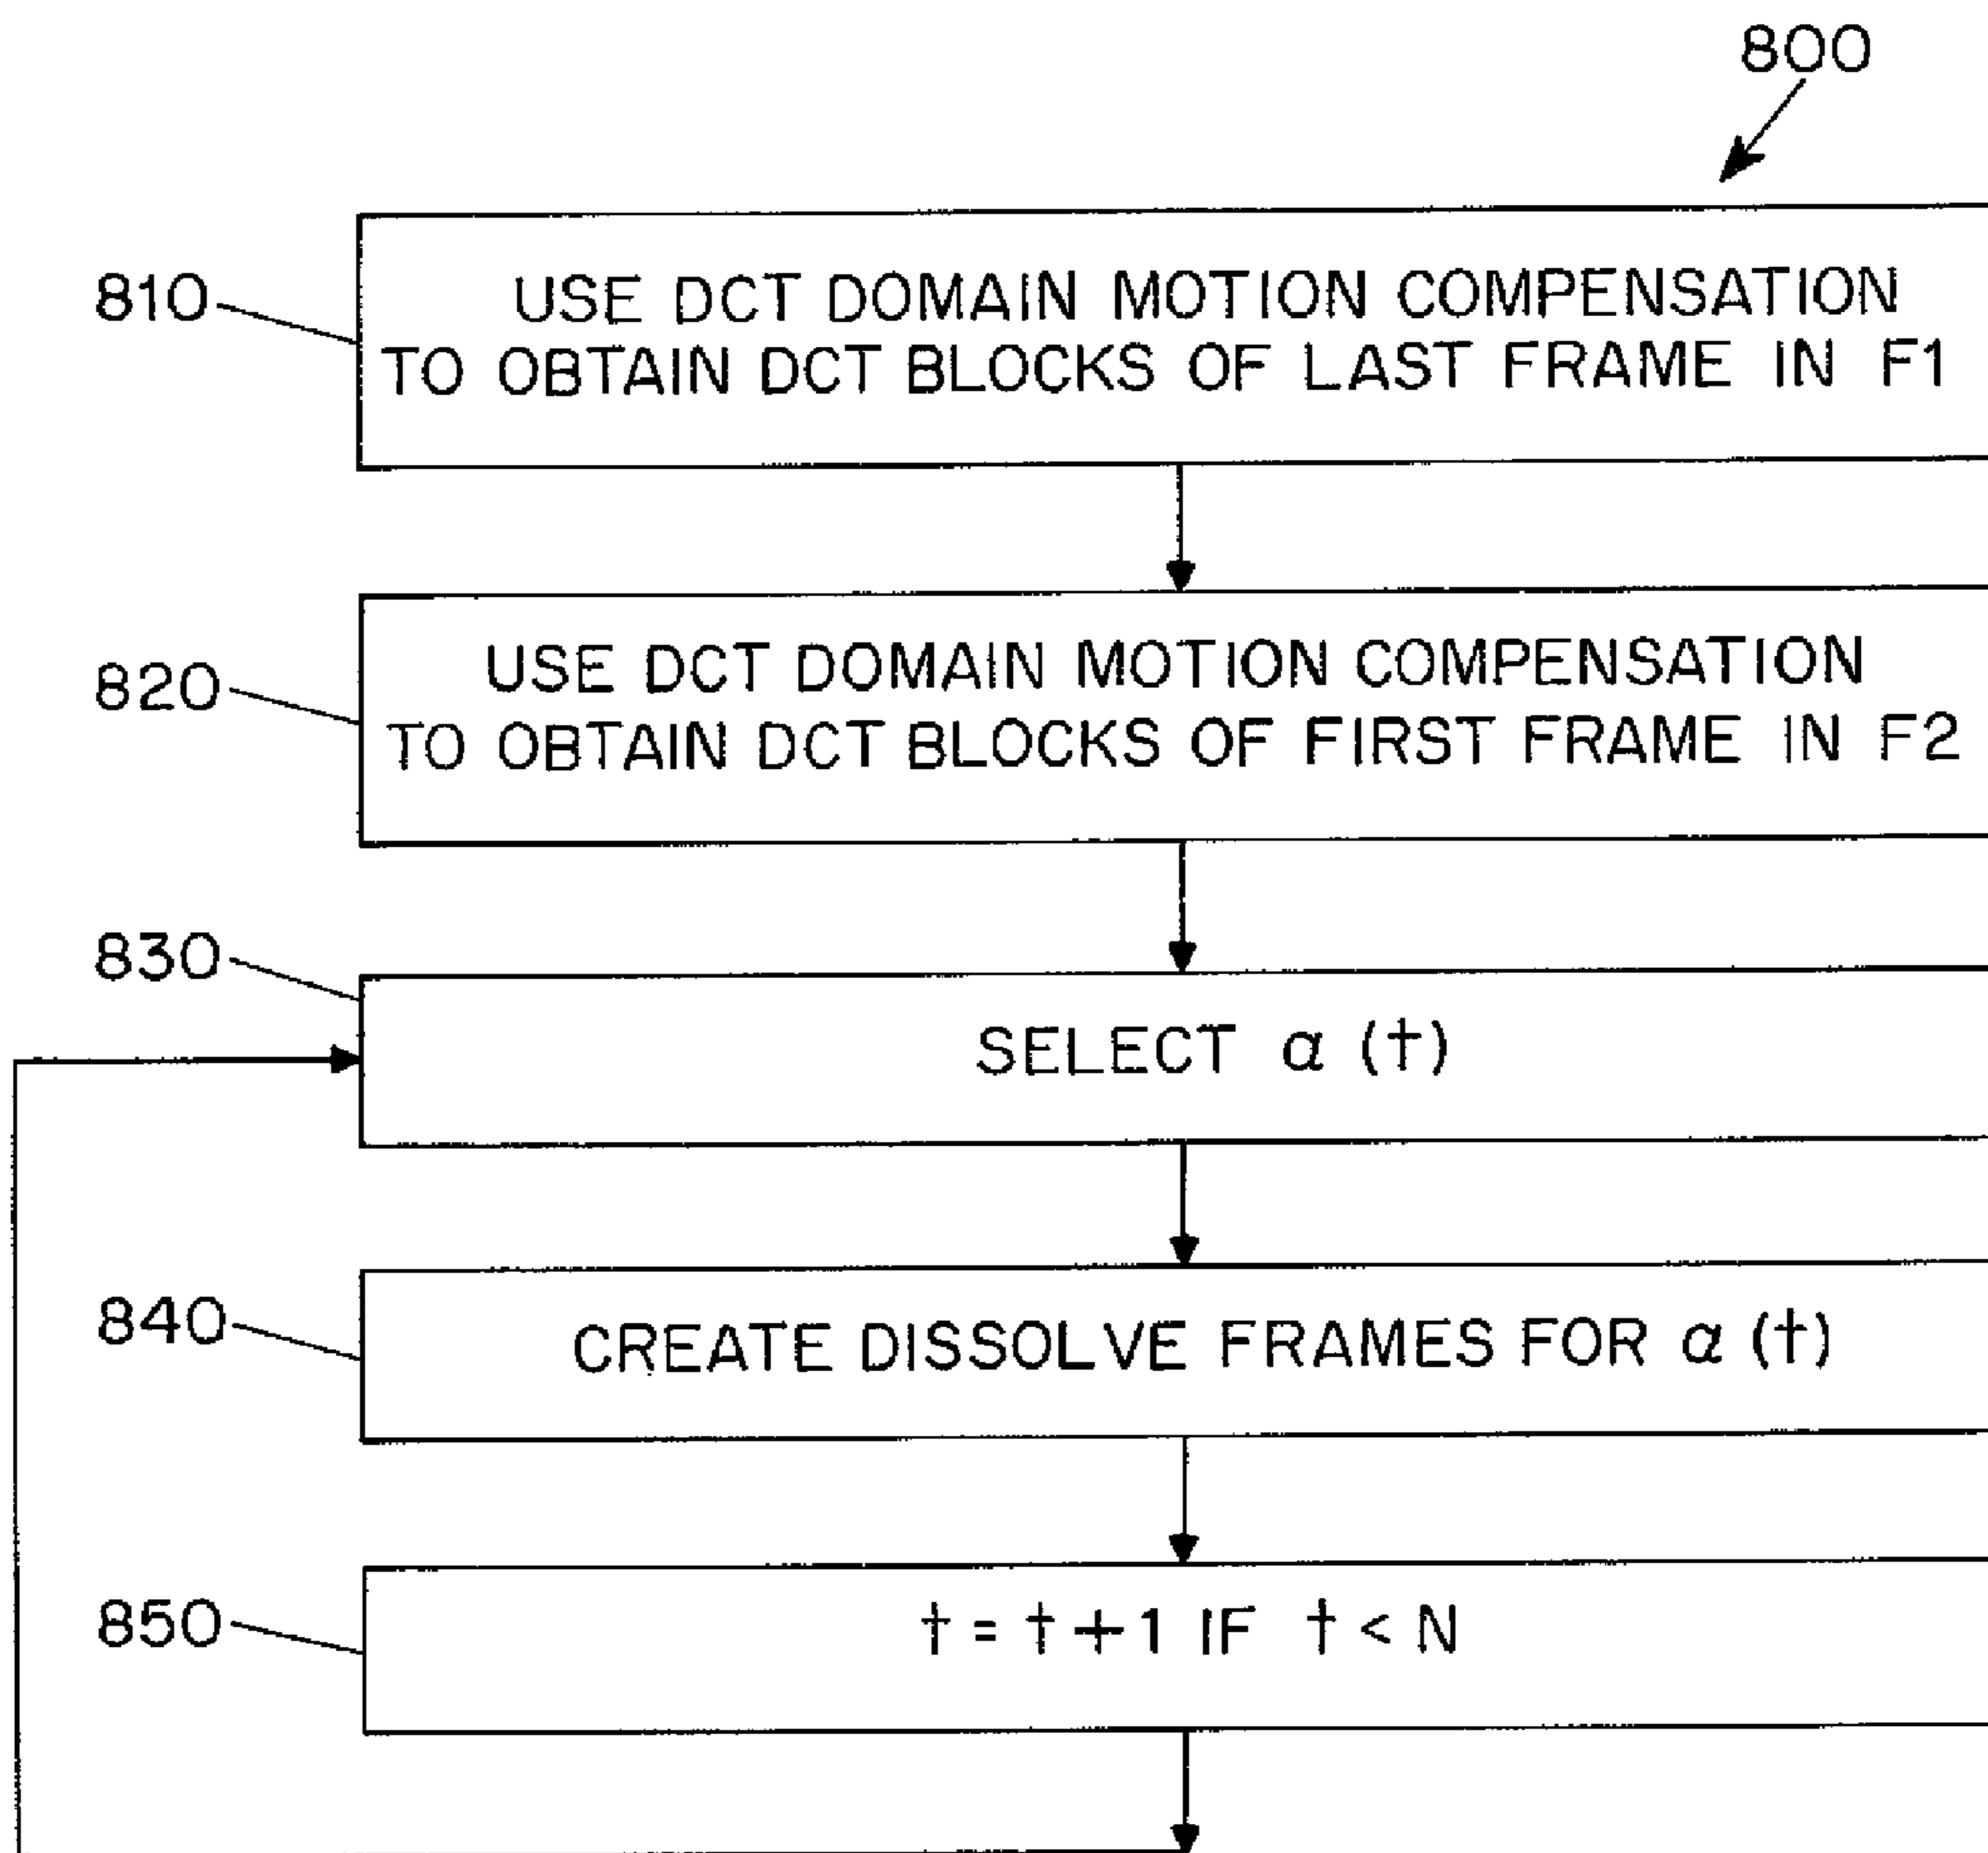 800
810
USE DCT DOMAIN MOTION COMPENSATION
TO OBTAIN DCT BLOCKS OF LAST FRAME IN F1
820
USE DCT DOMAIN MOTION COMPENSATION
TO OBTAIN DCT BLOCKS OF FIRST FRAME IN F2
830
SELECT α (t)
840
CREATE DISSOLVE FRAMES FOR α (t)
850
t = t + 1 IF t < N